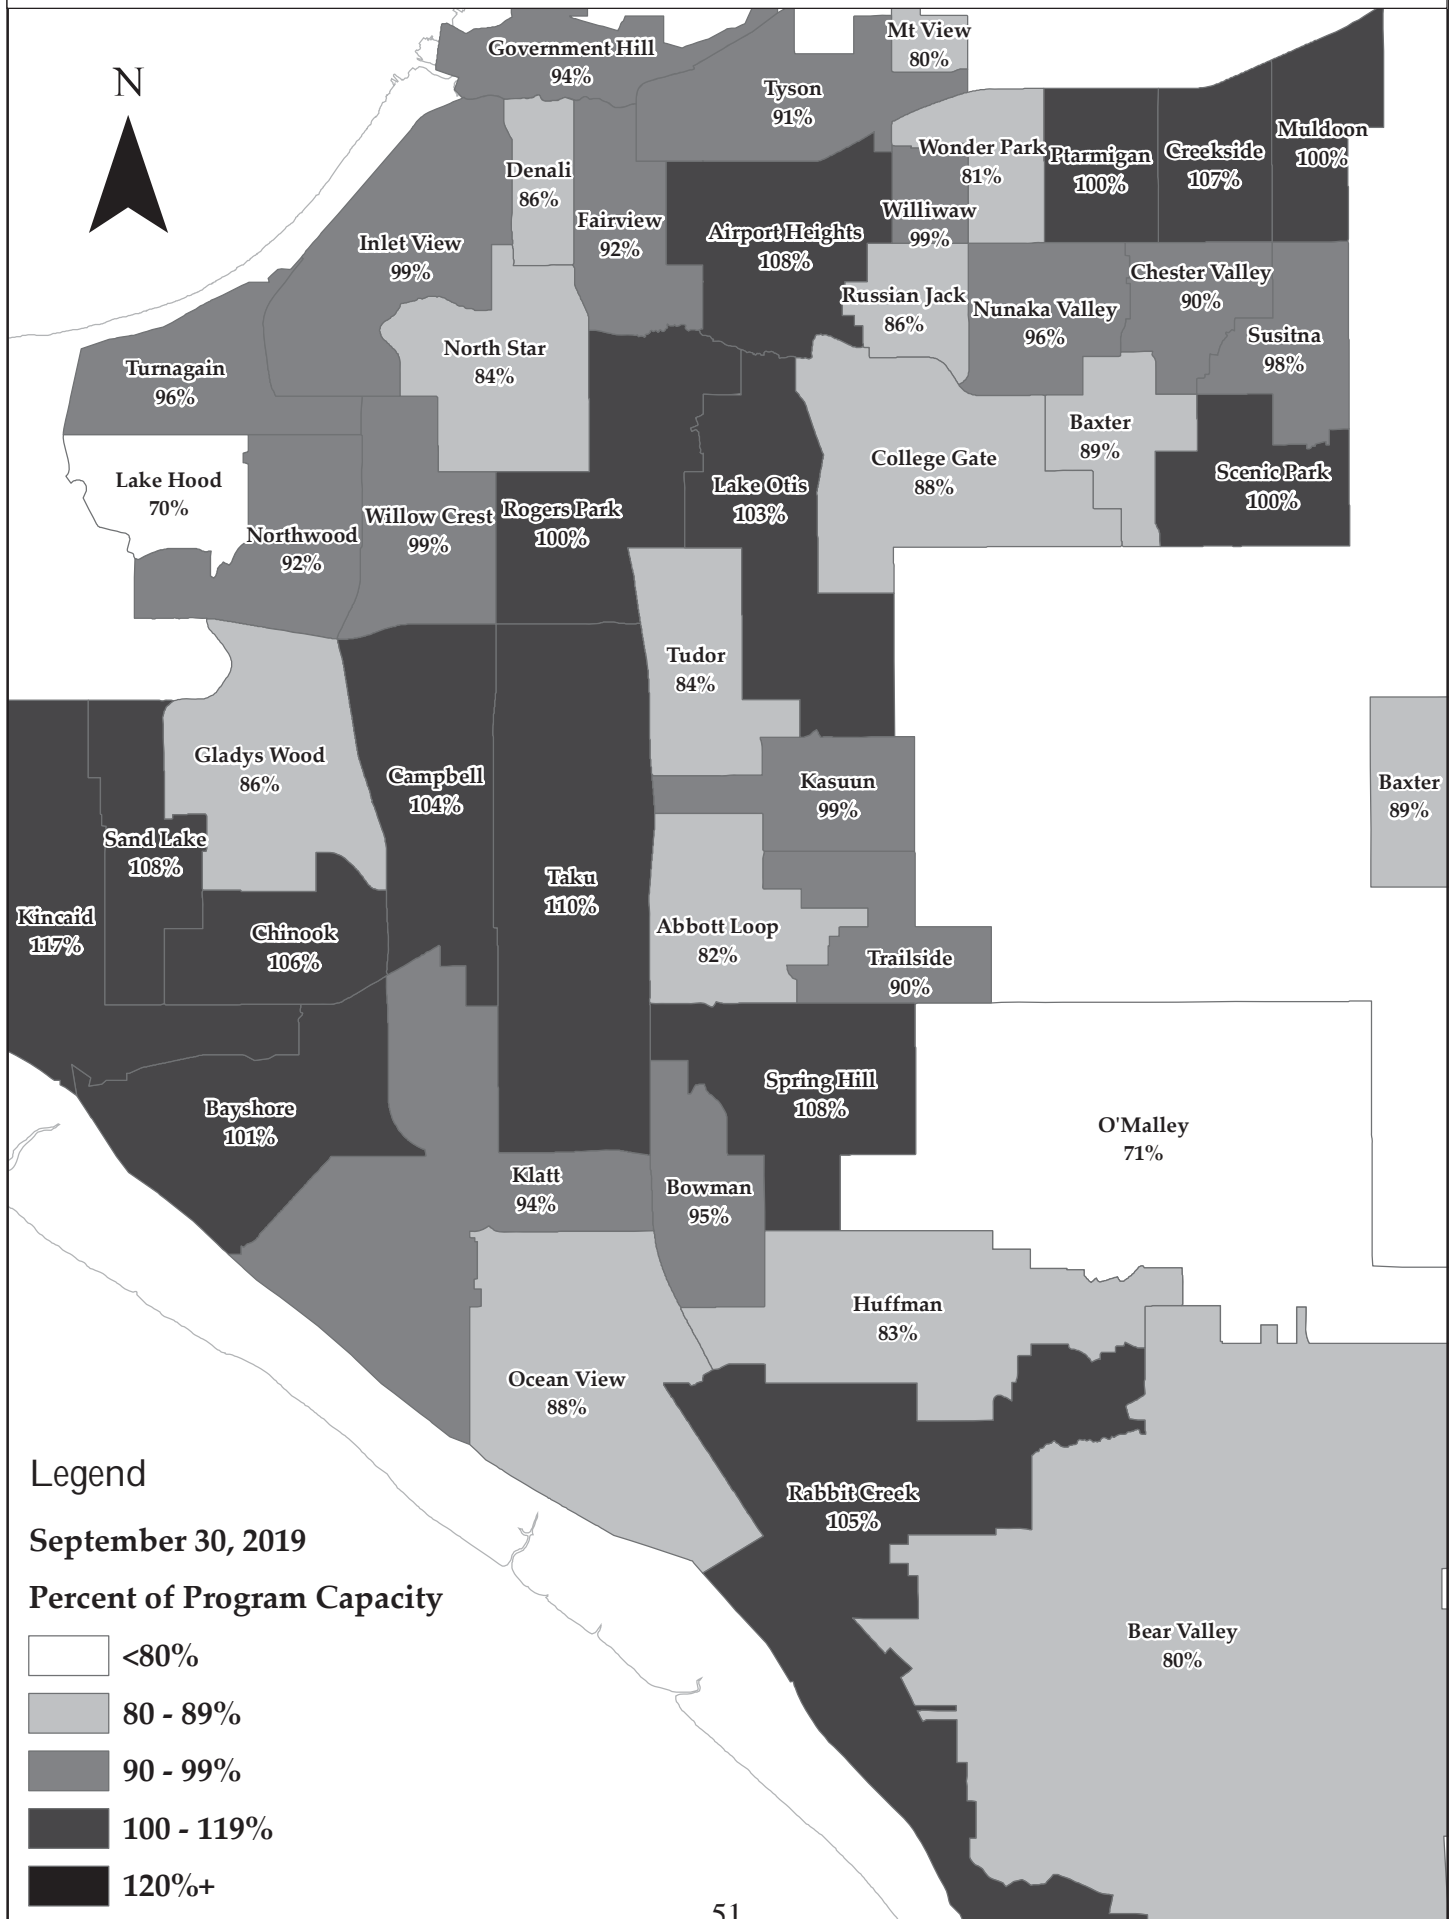 Government Hill
94%
Mt View
80%
N
Tyson
91%
Muldoon
100%
Wonder Park
81%
Ptarmigan
100%
Creekside
107%
Denali
86%
Fairview
92%
Williwaw
99%
Airport Heights
108%
Inlet View
99%
Chester Valley
90%
Russian Jack
86%
Nunaka Valley
96%
Susitna
98%
North Star
84%
Turnagain
96%
Baxter
89%
College Gate
88%
Scenic Park
100%
Lake Hood
70%
Lake Otis
103%
Rogers Park
100%
Willow Crest
99%
Northwood
92%
Tudor
84%
Gladys Wood
86%
Campbell
104%
Kasuun
99%
Baxter
89%
Sand Lake
108%
Taku
110%
Kincaid
117%
Chinook
106%
Abbott Loop
82%
Trailside
90%
Spring Hill
108%
Bayshore
101%
O'Malley
71%
Klatt
94%
Bowman
95%
Huffman
83%
Ocean View
88%
Rabbit Creek
105%
Bear Valley
80%
Legend
September 30, 2019
Percent of Program Capacity
<80%
80 - 89%
90 - 99%
100 - 119%
120%+
51